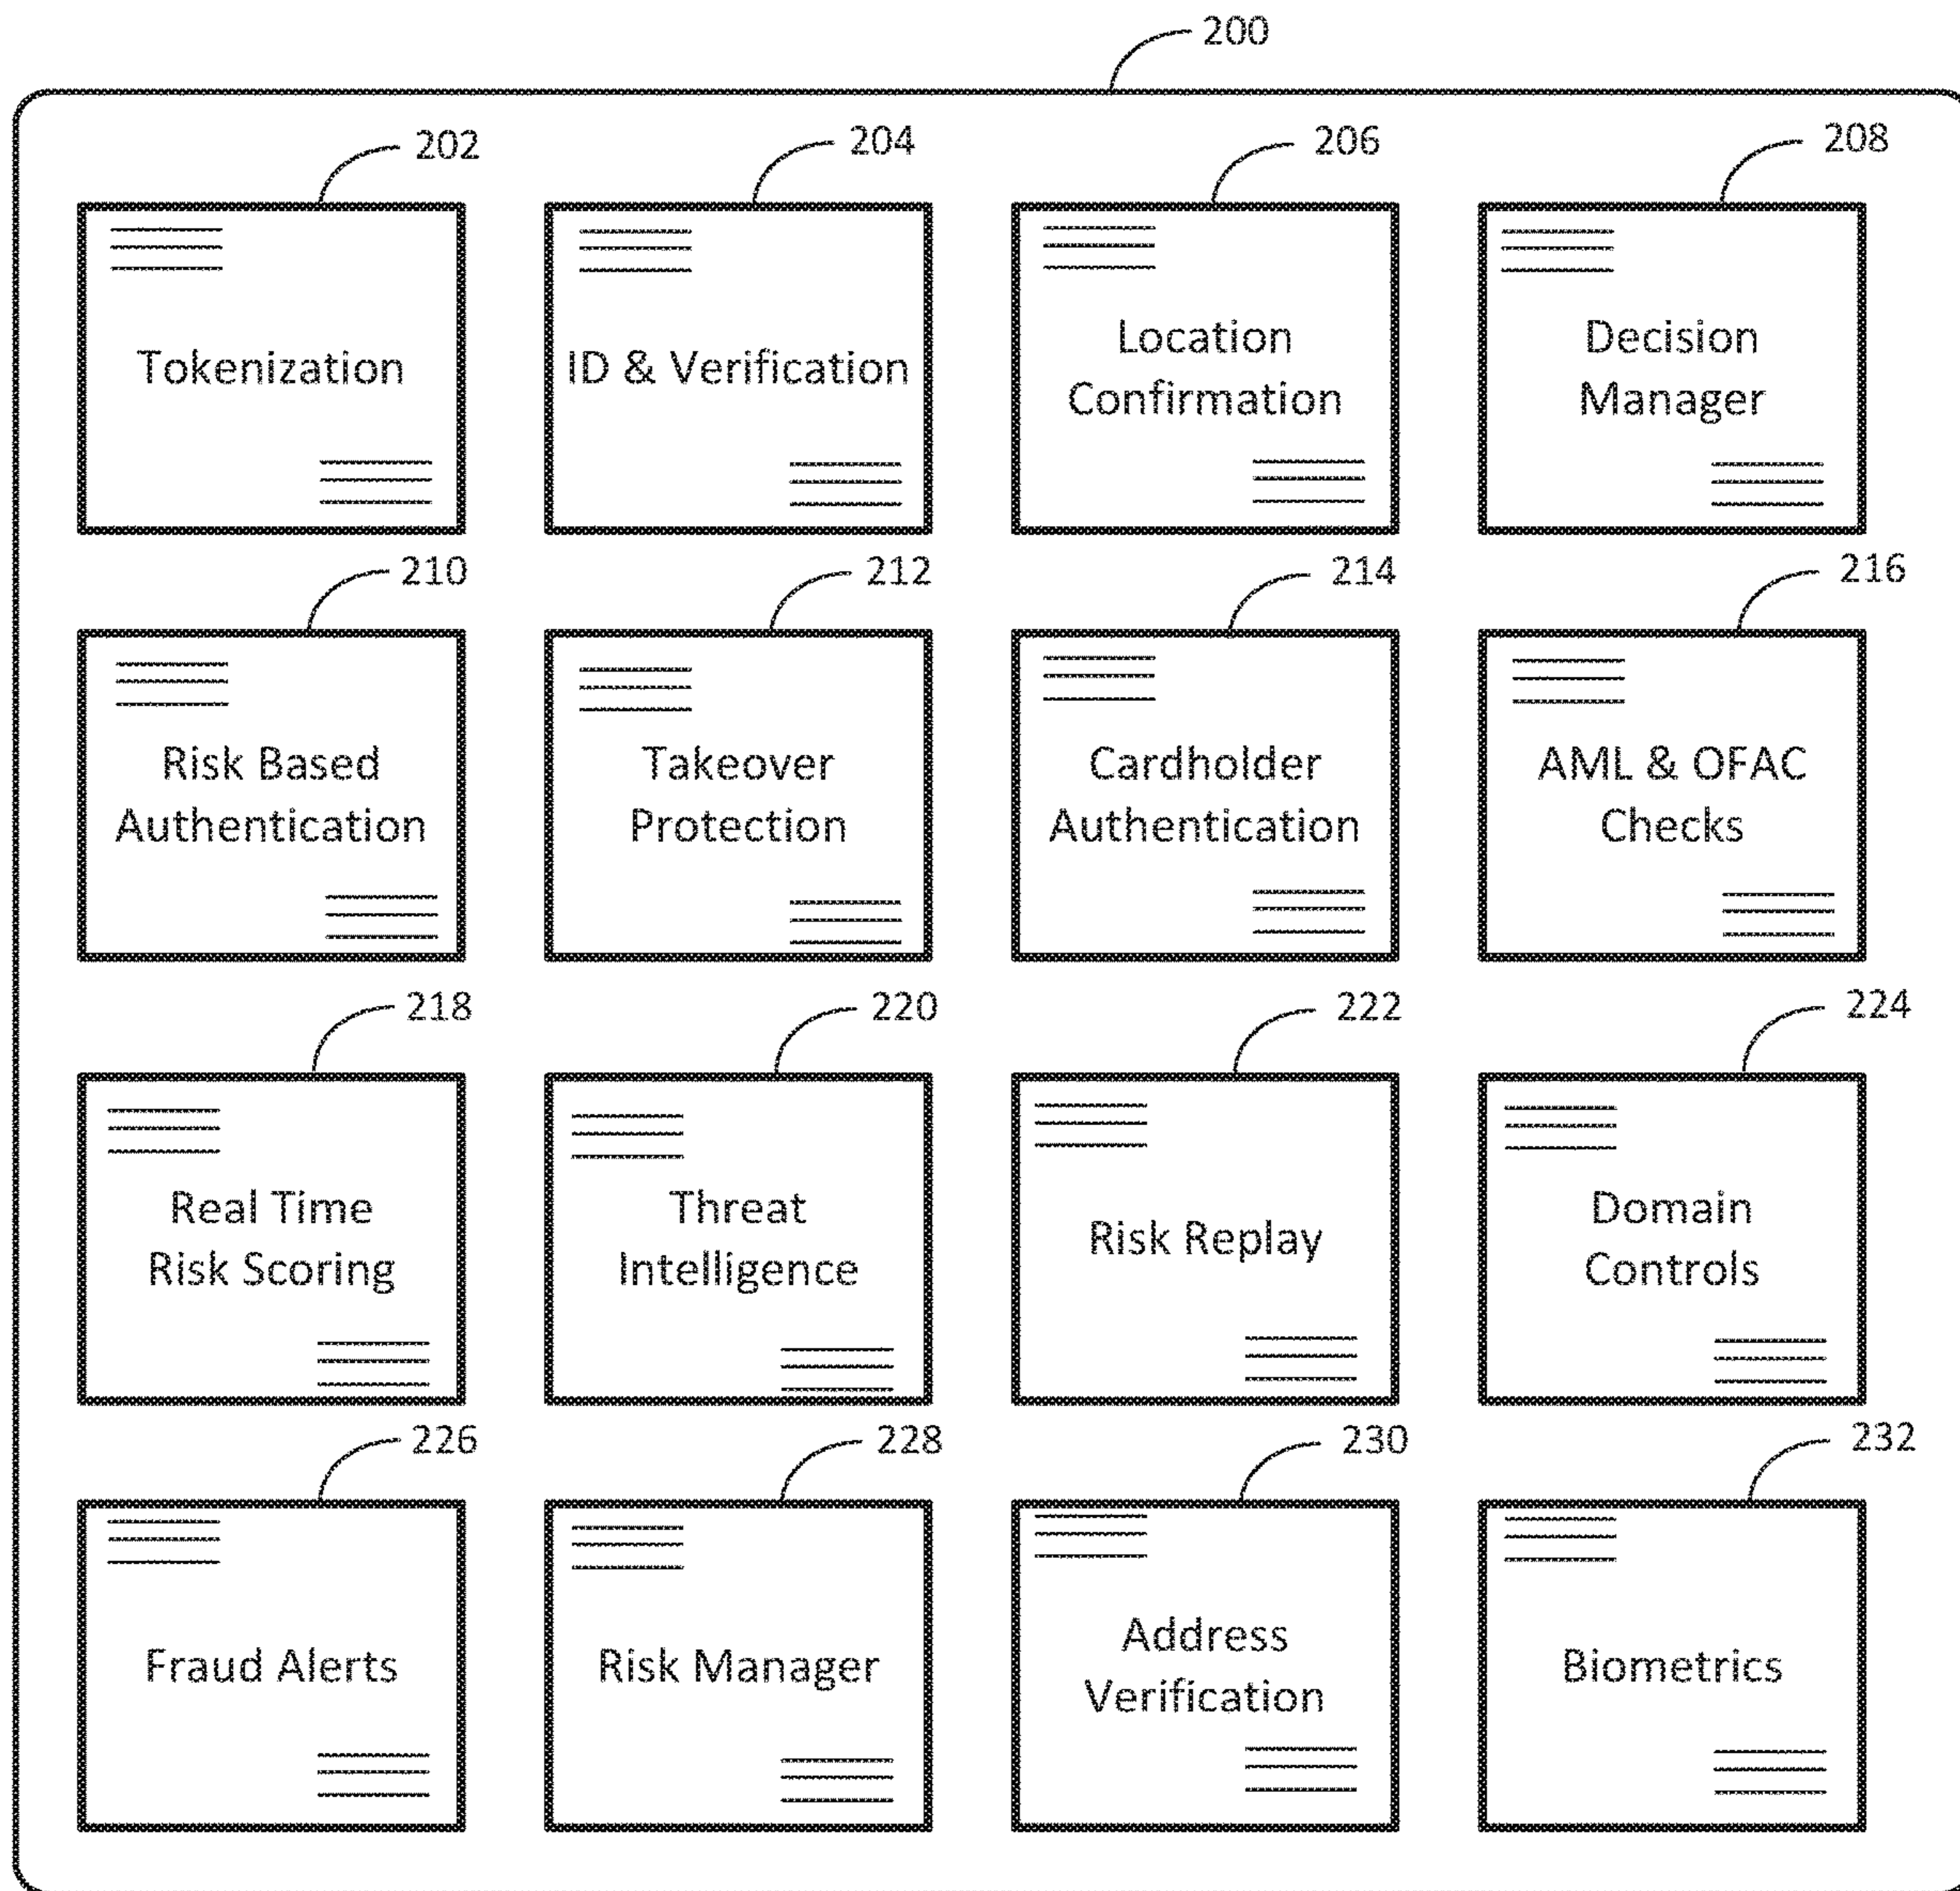 200
202
204
206
208
Tokenization
ID & Verification
Location
Confirmation
Decision
Manager
210
212
214
216
Risk Based
Authentication
Takeover
Protection
Cardholder
Authentication
AML & OFAC
Checks
218
220
222
224
Real Time
Risk Scoring
Threat
Intelligence
Risk Replay
Domain
Controls
226
228
230
232
Fraud Alerts
Risk Manager
Address
Verification
Biometrics